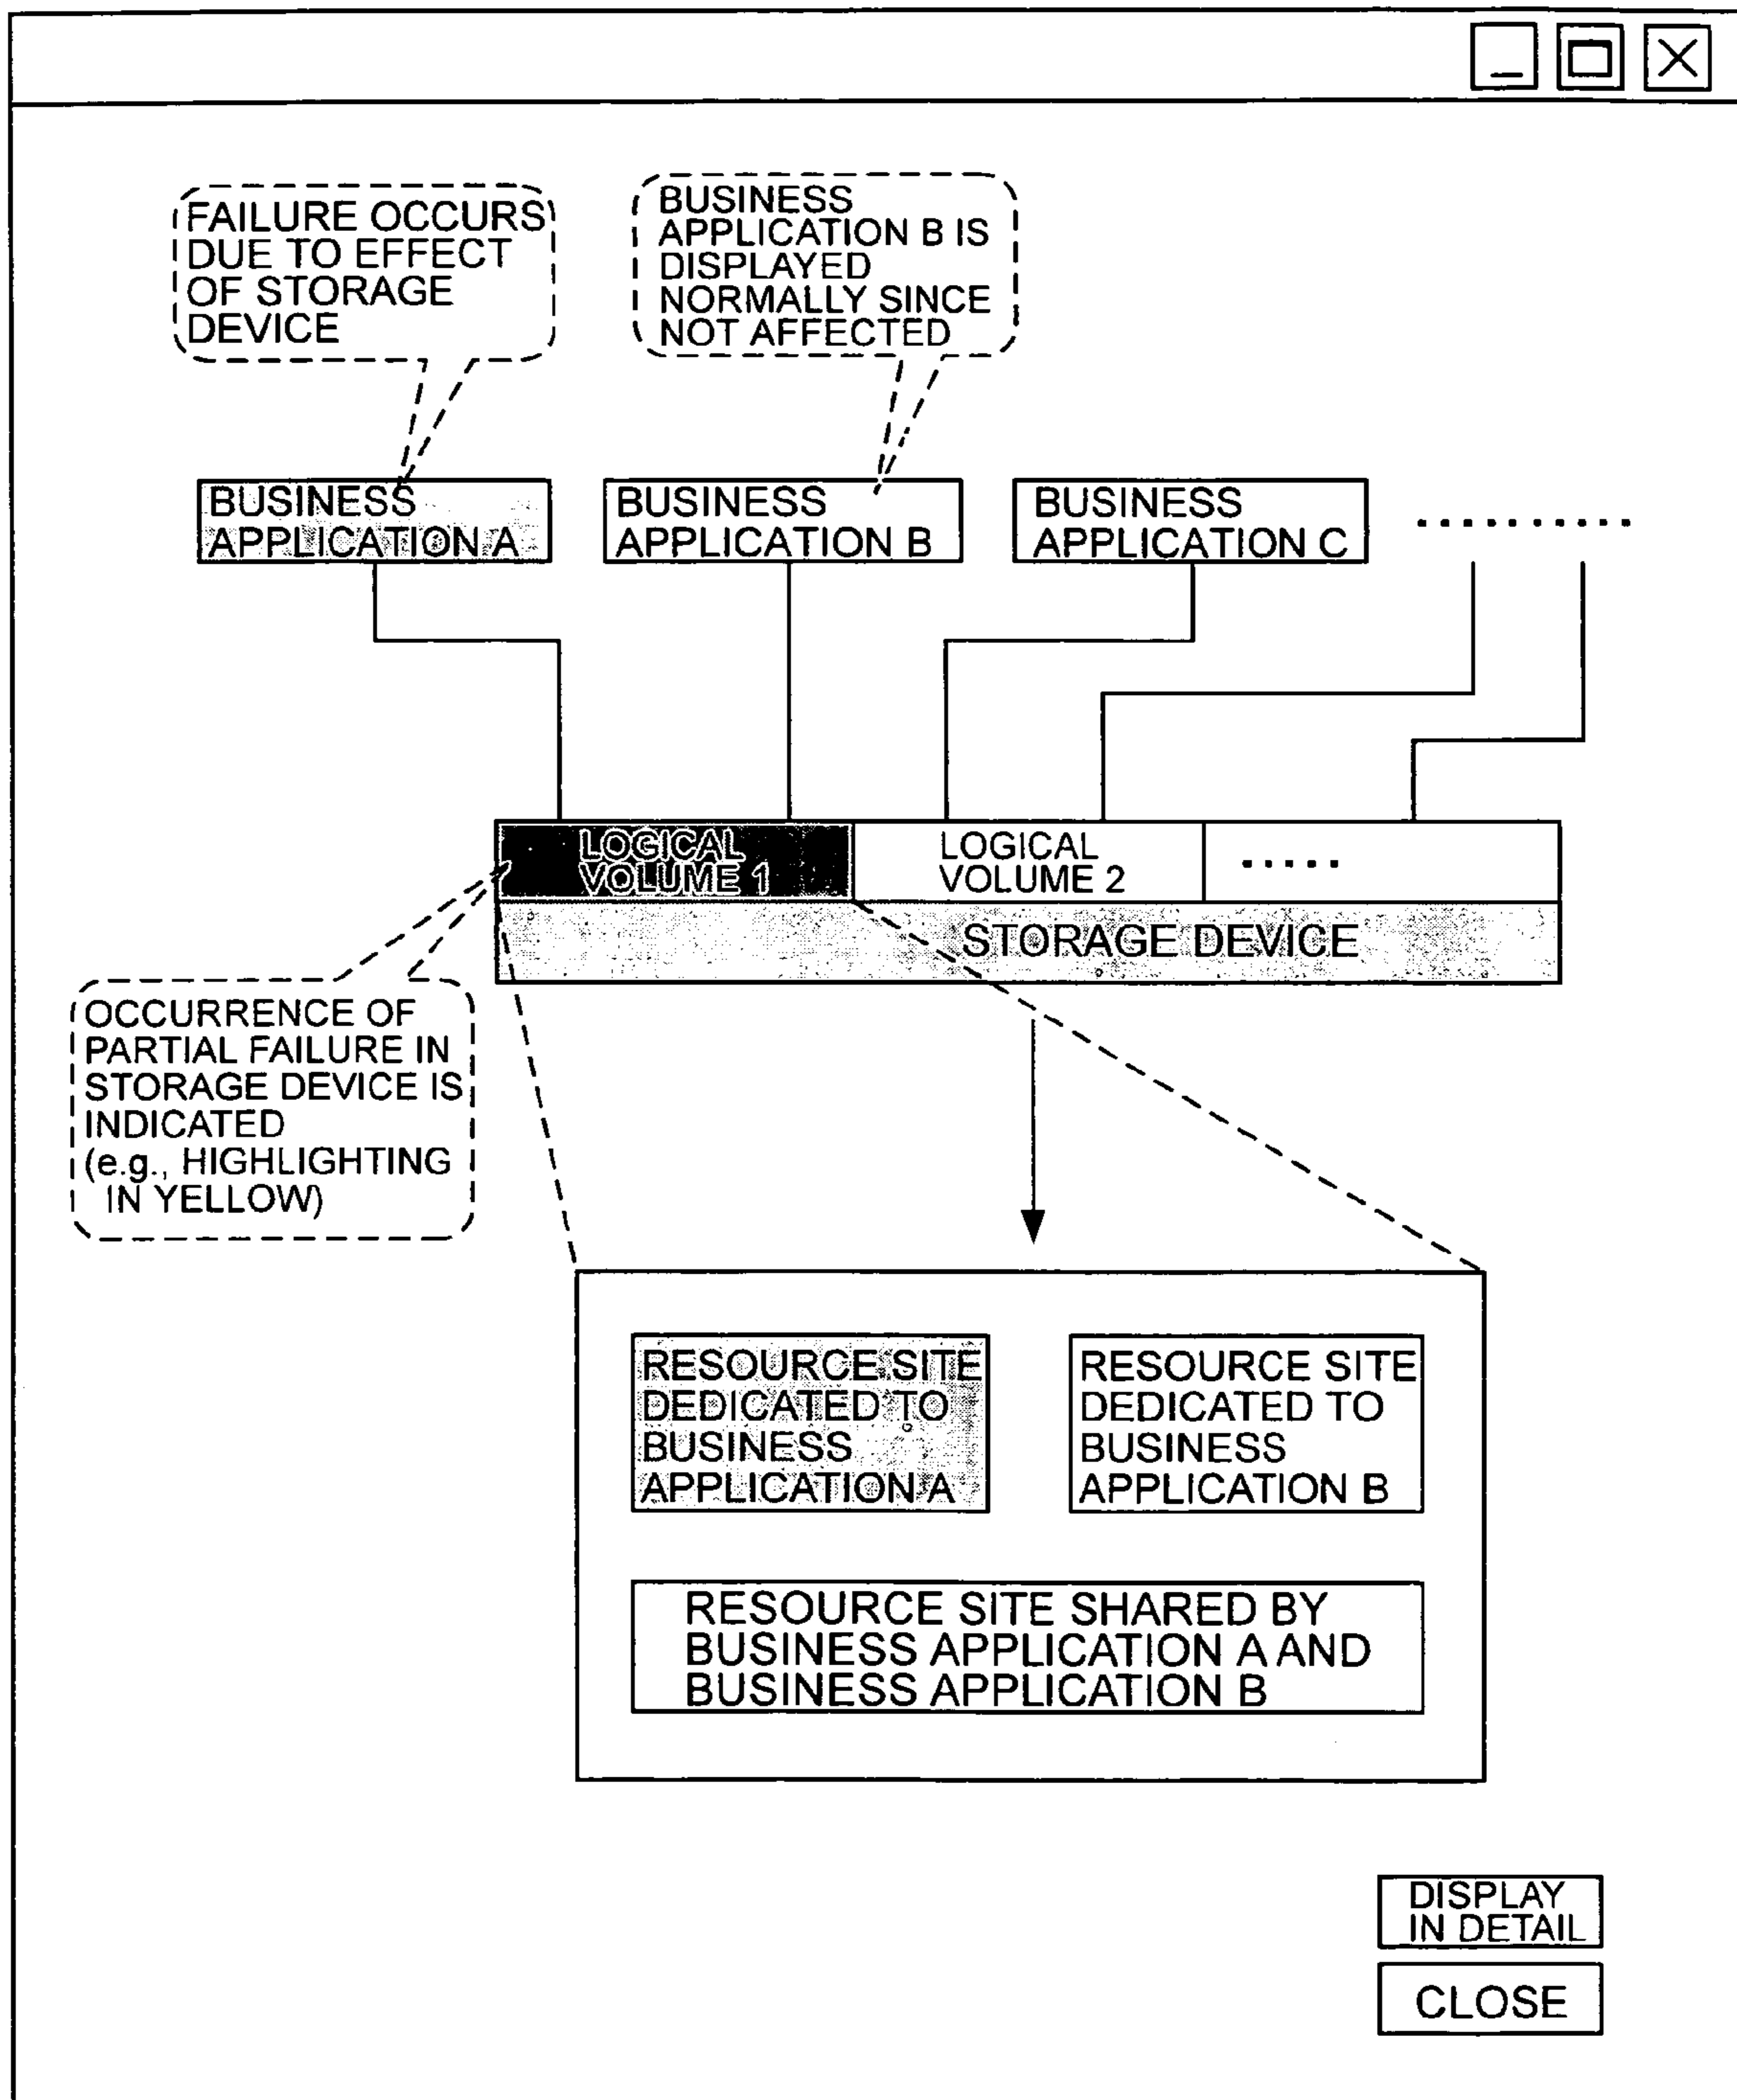 FAILURE OCCURS
DUE TO EFFECT
OF STORAGE
DEVICE
BUSINESS
APPLICATION B IS
DISPLAYED
NORMALLY SINCE
NOT AFFECTED
BUSINESS
APPLICATION A
BUSINESS
APPLICATION B
BUSINESS
APPLICATION C
..........
LOGICAL
VOLUME 1
LOGICAL
VOLUME 2
.....
STORAGE DEVICE
OCCURRENCE OF
PARTIAL FAILURE IN
STORAGE DEVICE IS
INDICATED
(e.g., HIGHLIGHTING
IN YELLOW)
RESOURCE SITE
DEDICATED TO
BUSINESS
APPLICATION A
RESOURCE SITE
DEDICATED TO
BUSINESS
APPLICATION B
RESOURCE SITE SHARED BY
BUSINESS APPLICATION A AND
BUSINESS APPLICATION B
DISPLAY
IN DETAIL
CLOSE